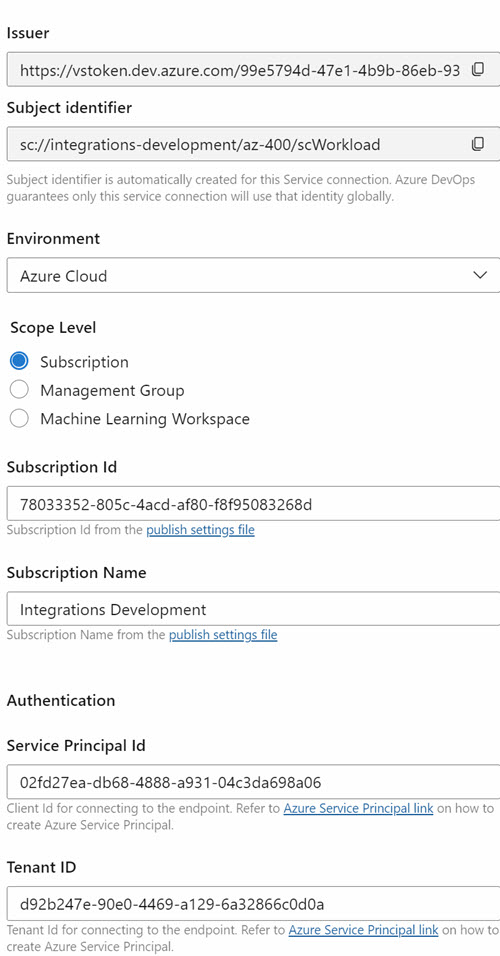 Issuer
https://vstoken.dev.azure.com/99e5794d-47e1-4b9b-86eb-93
Subject identifier
sc://integrations-development/az-400/scWorkload
Subject identifier is automatically created for this Service connection. Azure DevOps
guarantees only this service connection will use that identity globally.
Environment
Azure Cloud
Scope Level
Subscription
Management Group
Machine Learning Workspace
Subscription Id
78033352-805c-4acd-af80-f8f95083268d
Subscription Id from the publish settings file
Subscription Name
Integrations Development
Subscription Name from the publish settings file
Authentication
Service Principal Id
02fd27ea-db68-4888-a931-04c3da698a06
Client Id for connecting to the endpoint. Refer to Azure Service Principal link on how to
create Azure Service Principal.
Tenant ID
d92b247e-90e0-4469-a129-6a32866c0d0a
Tenant Id for connecting to the endpoint. Refer to Azure Service Principal link on how to
create Azure Service Principal.